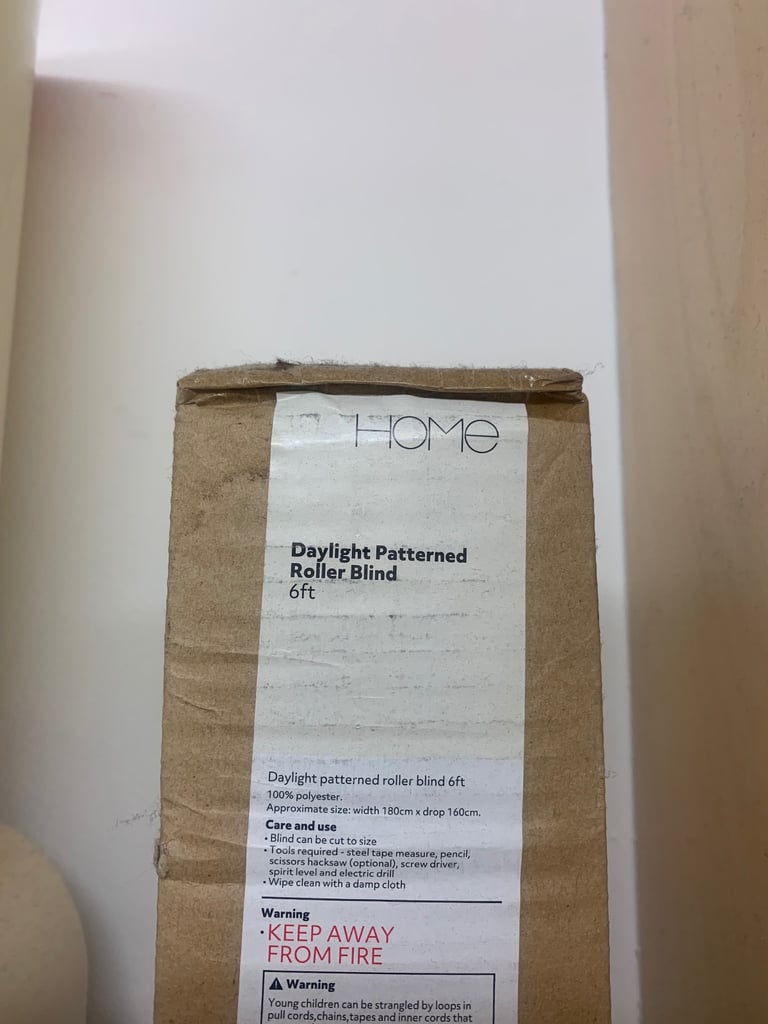 HOMe
Daylight Patterned
Roller Blind
6ft
Daylight patterned roller blind 6ft
100% polyester.
Approximate size: width 180cm x drop 160cm.
Care and use
• Blind can be cut to size
• Tools required - steel tape measure, pencil,
scissors hacksaw (optional), screw driver,
spirit level and electric drill
• Wipe clean with a damp cloth
Warning
• KEEP AWAY
FROM FIRE
Warning
Young children can be strangled by loops in
pull cords,chains,tapes and inner cords that